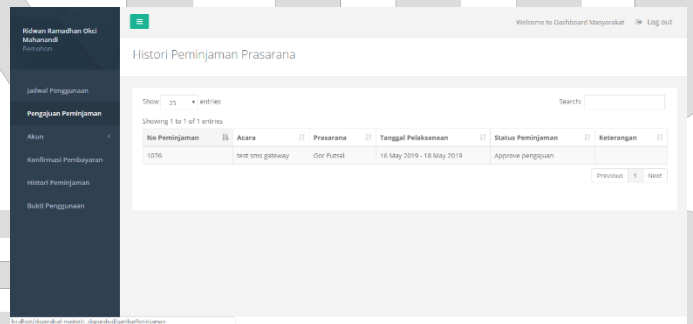 Ridwan Ramadhan Okci
Mahanandi
Pemohon
Welcome to Dashboard Masyarakat Log out
Histori Peminjaman Prasarana
Jadwal Penggunaan
Pengajuan Peminjaman
Akun
Konfirmasi Pembayaran
Histori Peminjaman
Bukti Penggunaan
Show 25 entries
Search:
Showing 1 to 1 of 1 entries
No Peminjaman Acara Prasarana Tanggal Pelaksanaan Status Peminjaman Keterangan
1076 test sms gateway Gor Futsal 16 May 2019 - 18 May 2019 Approve pengajuan
Previous 1 Next